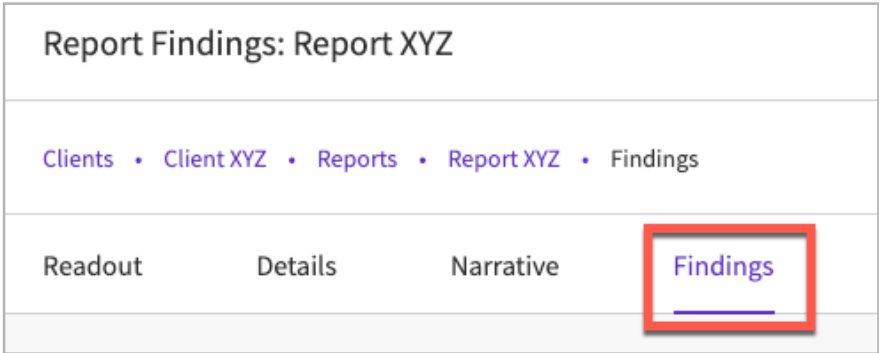 Report Findings: Report XYZ
Clients • Client XYZ • Reports • Report XYZ • Findings
Readout Details Narrative Findings